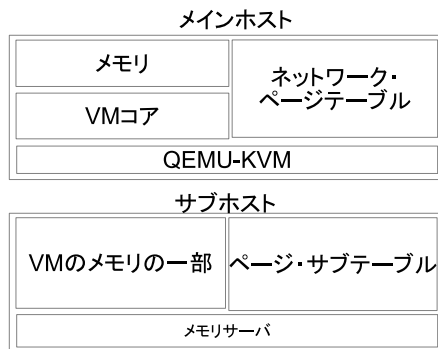 メインホスト
メモリ
ネットワーク・
ページテーブル
VMコア
QEMU-KVM
サブホスト
VMのメモリの一部
ページ・サブテーブル
メモリサーバ